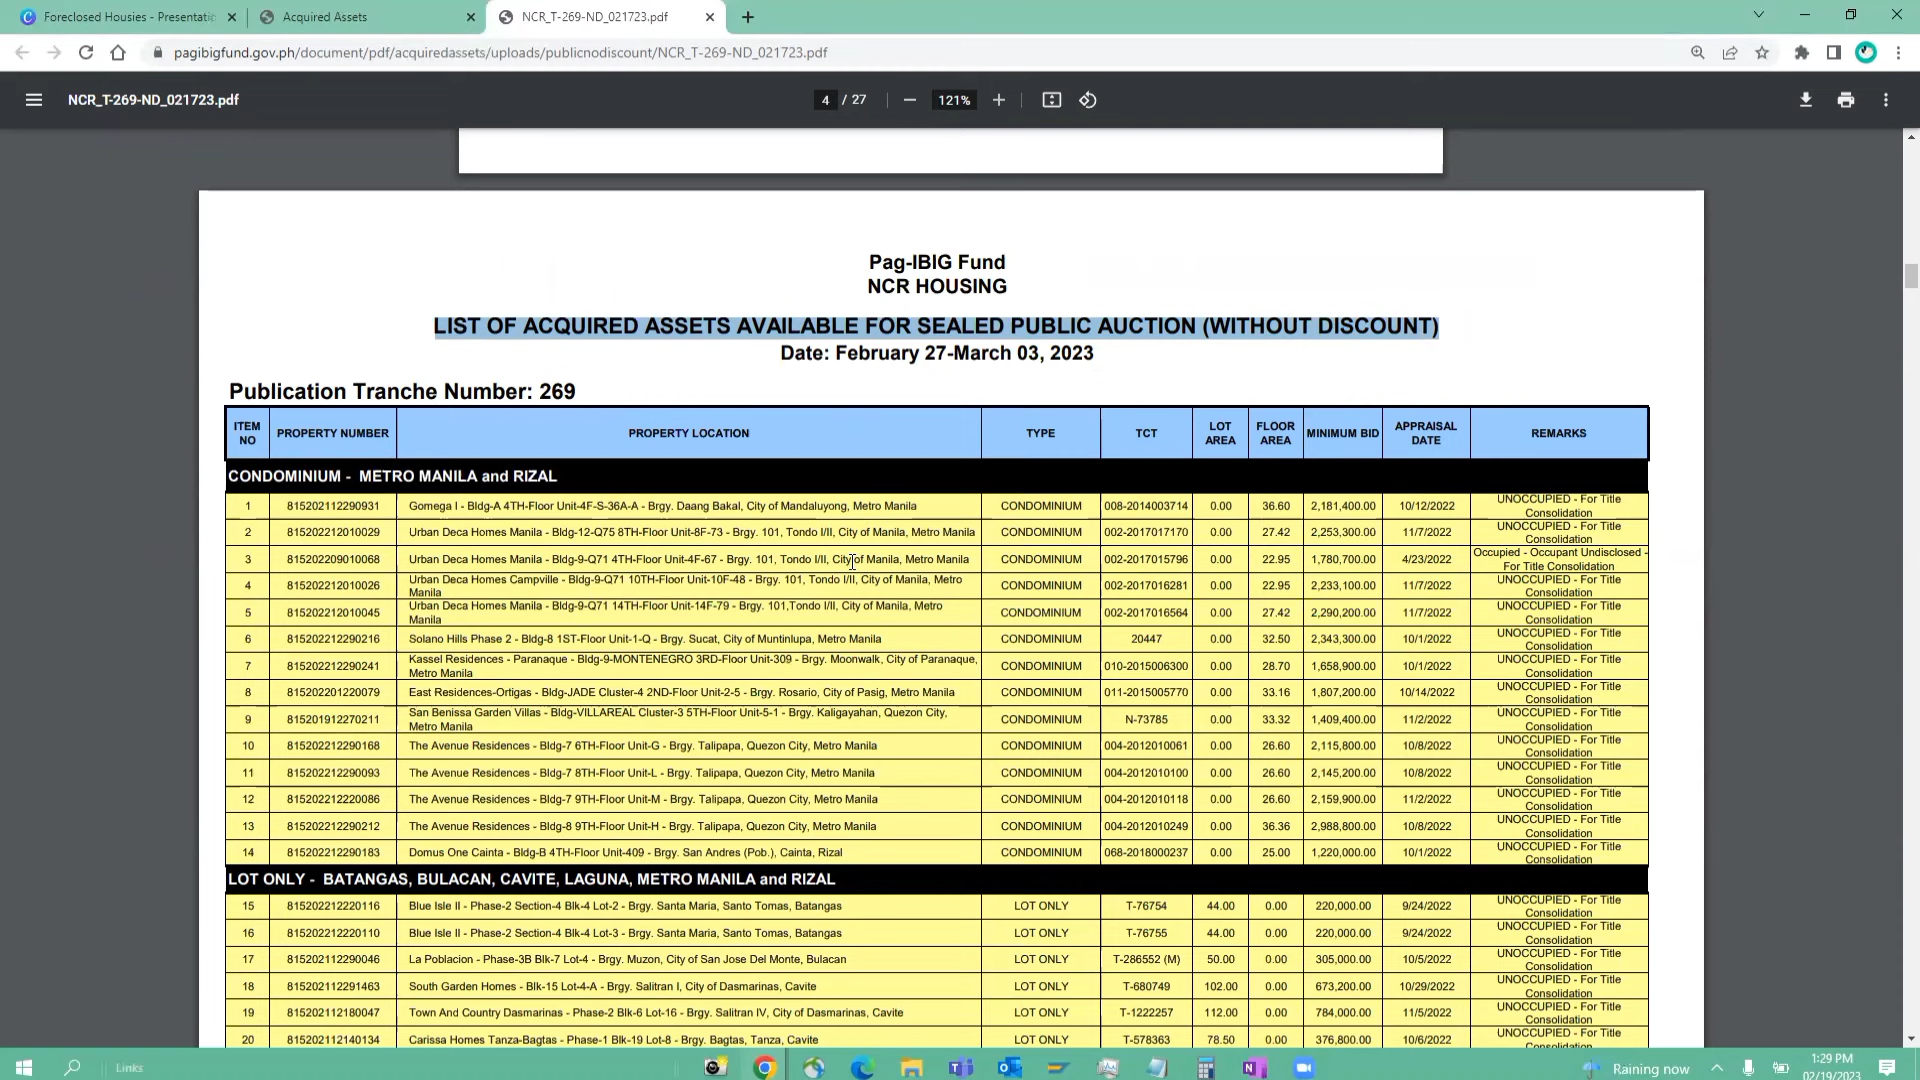 Foreclosed Housies - Presentatic
Acquired Assets
NCR_T-269-ND_021723.pdf
pagibigfund.gov.ph/document/pdf/acquiredassets/uploads/publicnodiscount/NCR_T-269-ND_021723.pdf
NCR_T-269-ND_021723.pdf
4 / 27
121%
Pag-IBIG Fund
NCR HOUSING
LIST OF ACQUIRED ASSETS AVAILABLE FOR SEALED PUBLIC AUCTION (WITHOUT DISCOUNT)
Date: February 27-March 03, 2023
Publication Tranche Number: 269
ITEM NO PROPERTY NUMBER PROPERTY LOCATION TYPE TCT LOT AREA FLOOR AREA MINIMUM BID APPRAISAL DATE REMARKS
CONDOMINIUM - METRO MANILA and RIZAL
1 815202112290931 Gomega I - Bldg-A 4TH-Floor Unit-4F-S-36A-A - Brgy. Daang Bakal, City of Mandaluyong, Metro Manila CONDOMINIUM 008-2014003714 0.00 36.60 2,181,400.00 10/12/2022 UNOCCUPIED - For Title Consolidation
2 815202212010029 Urban Deca Homes Manila - Bldg-12-Q75 8TH-Floor Unit-8F-73 - Brgy. 101, Tondo I/II, City of Manila, Metro Manila CONDOMINIUM 002-2017017170 0.00 27.42 2,253,300.00 11/7/2022 UNOCCUPIED - For Title Consolidation
3 815202209010068 Urban Deca Homes Manila - Bldg-9-Q71 4TH-Floor Unit-4F-67 - Brgy. 101, Tondo I/II, City of Manila, Metro Manila CONDOMINIUM 002-2017015796 0.00 22.95 1,780,700.00 4/23/2022 Occupied - Occupant Undisclosed - For Title Consolidation
4 815202212010026 Urban Deca Homes Campville - Bldg-9-Q71 10TH-Floor Unit-10F-48 - Brgy. 101, Tondo I/II, City of Manila, Metro Manila CONDOMINIUM 002-2017016281 0.00 22.95 2,233,100.00 11/7/2022 UNOCCUPIED - For Title Consolidation
5 815202212010045 Urban Deca Homes Manila - Bldg-9-Q71 14TH-Floor Unit-14F-79 - Brgy. 101,Tondo I/II, City of Manila, Metro Manila CONDOMINIUM 002-2017016564 0.00 27.42 2,290,200.00 11/7/2022 UNOCCUPIED - For Title Consolidation
6 815202212290216 Solano Hills Phase 2 - Bldg-8 1ST-Floor Unit-1-Q - Brgy. Sucat, City of Muntinlupa, Metro Manila CONDOMINIUM 20447 0.00 32.50 2,343,300.00 10/1/2022 UNOCCUPIED - For Title Consolidation
7 815202212290241 Kassel Residences - Paranaque - Bldg-9-MONTENEGRO 3RD-Floor Unit-309 - Brgy. Moonwalk, City of Paranaque, Metro Manila CONDOMINIUM 010-2015006300 0.00 28.70 1,658,900.00 10/1/2022 UNOCCUPIED - For Title Consolidation
8 815202201220079 East Residences-Ortigas - Bldg-JADE Cluster-4 2ND-Floor Unit-2-5 - Brgy. Rosario, City of Pasig, Metro Manila CONDOMINIUM 011-2015005770 0.00 33.16 1,807,200.00 10/14/2022 UNOCCUPIED - For Title Consolidation
9 815201912270211 San Benissa Garden Villas - Bldg-VILLAREAL Cluster-3 5TH-Floor Unit-5-1 - Brgy. Kaligayahan, Quezon City, Metro Manila CONDOMINIUM N-73785 0.00 33.32 1,409,400.00 11/2/2022 UNOCCUPIED - For Title Consolidation
10 815202212290168 The Avenue Residences - Bldg-7 6TH-Floor Unit-G - Brgy. Talipapa, Quezon City, Metro Manila CONDOMINIUM 004-2012010061 0.00 26.60 2,115,800.00 10/8/2022 UNOCCUPIED - For Title Consolidation
11 815202212290093 The Avenue Residences - Bldg-7 8TH-Floor Unit-L - Brgy. Talipapa, Quezon City, Metro Manila CONDOMINIUM 004-2012010100 0.00 26.60 2,145,200.00 10/8/2022 UNOCCUPIED - For Title Consolidation
12 815202212220086 The Avenue Residences - Bldg-7 9TH-Floor Unit-M - Brgy. Talipapa, Quezon City, Metro Manila CONDOMINIUM 004-2012010118 0.00 26.60 2,159,900.00 11/2/2022 UNOCCUPIED - For Title Consolidation
13 815202212290212 The Avenue Residences - Bldg-8 9TH-Floor Unit-H - Brgy. Talipapa, Quezon City, Metro Manila CONDOMINIUM 004-2012010249 0.00 36.36 2,988,800.00 10/8/2022 UNOCCUPIED - For Title Consolidation
14 815202212290183 Domus One Cainta - Bldg-B 4TH-Floor Unit-409 - Brgy. San Andres (Pob.), Cainta, Rizal CONDOMINIUM 068-2018000237 0.00 25.00 1,220,000.00 10/1/2022 UNOCCUPIED - For Title Consolidation
LOT ONLY - BATANGAS, BULACAN, CAVITE, LAGUNA, METRO MANILA and RIZAL
15 815202212220116 Blue Isle II - Phase-2 Section-4 Blk-4 Lot-2 - Brgy. Santa Maria, Santo Tomas, Batangas LOT ONLY T-76754 44.00 0.00 220,000.00 9/24/2022 UNOCCUPIED - For Title Consolidation
16 815202212220110 Blue Isle II - Phase-2 Section-4 Blk-4 Lot-3 - Brgy. Santa Maria, Santo Tomas, Batangas LOT ONLY T-76755 44.00 0.00 220,000.00 9/24/2022 UNOCCUPIED - For Title Consolidation
17 815202112290046 La Poblacion - Phase-3B Blk-7 Lot-4 - Brgy. Muzon, City of San Jose Del Monte, Bulacan LOT ONLY T-286552 (M) 50.00 0.00 305,000.00 10/5/2022 UNOCCUPIED - For Title Consolidation
18 815202112291463 South Garden Homes - Blk-15 Lot-4-A - Brgy. Salitran I, City of Dasmarinas, Cavite LOT ONLY T-680749 102.00 0.00 673,200.00 10/29/2022 UNOCCUPIED - For Title Consolidation
19 815202112180047 Town And Country Dasmarinas - Phase-2 Blk-6 Lot-16 - Brgy. Salitran IV, City of Dasmarinas, Cavite LOT ONLY T-1222257 112.00 0.00 784,000.00 11/5/2022 UNOCCUPIED - For Title Consolidation
20 815202112140134 Carissa Homes Tanza-Bagtas - Phase-1 Blk-19 Lot-8 - Brgy. Bagtas, Tanza, Cavite LOT ONLY T-578363 78.50 0.00 376,800.00 10/6/2022 UNOCCUPIED - For Title Consolidation
Links
Raining now
1:29 PM
02/19/2023